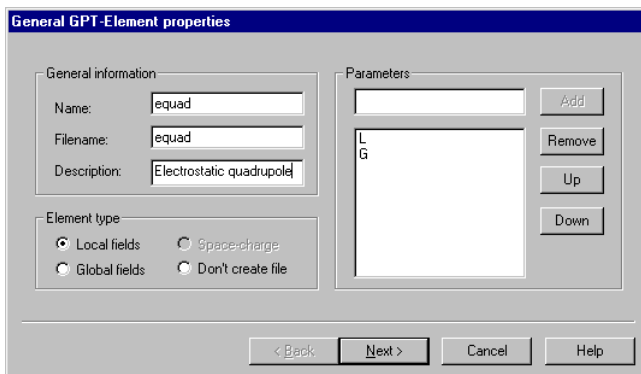 General GPT-Element properties
General information
Name: equad
Filename: equad
Description: Electrostatic quadrupole
Element type
Local fields Space-charge
Global fields Don't create file
Parameters
Add
L
G
Remove
Up
Down
< Back Next > Cancel Help